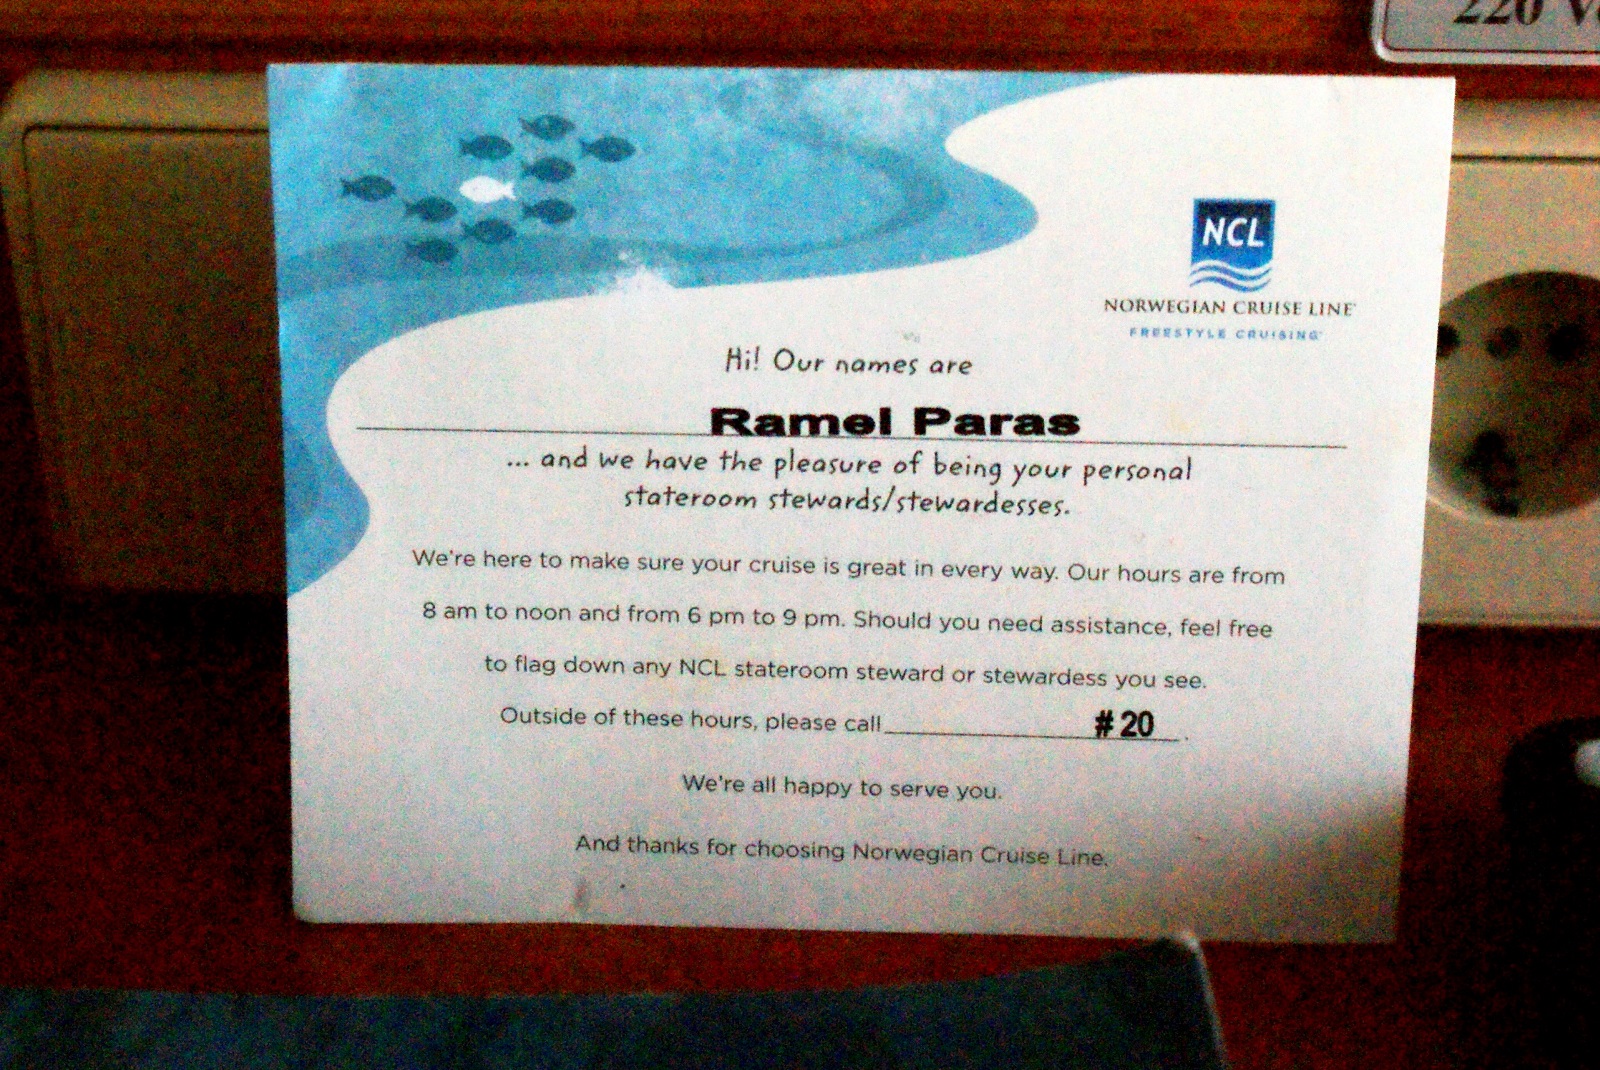 220 V
NCL
NORWEGIAN CRUISE LINE®
FREESTYLE CRUISING®
Hi! Our names are
Ramel Paras
... and we have the pleasure of being your personal
stateroom stewards/stewardesses.
We're here to make sure your cruise is great in every way. Our hours are from
8 am to noon and from 6 pm to 9 pm. Should you need assistance, feel free
to flag down any NCL stateroom steward or stewardess you see.
Outside of these hours, please call # 20.
We're all happy to serve you.
And thanks for choosing Norwegian Cruise Line.